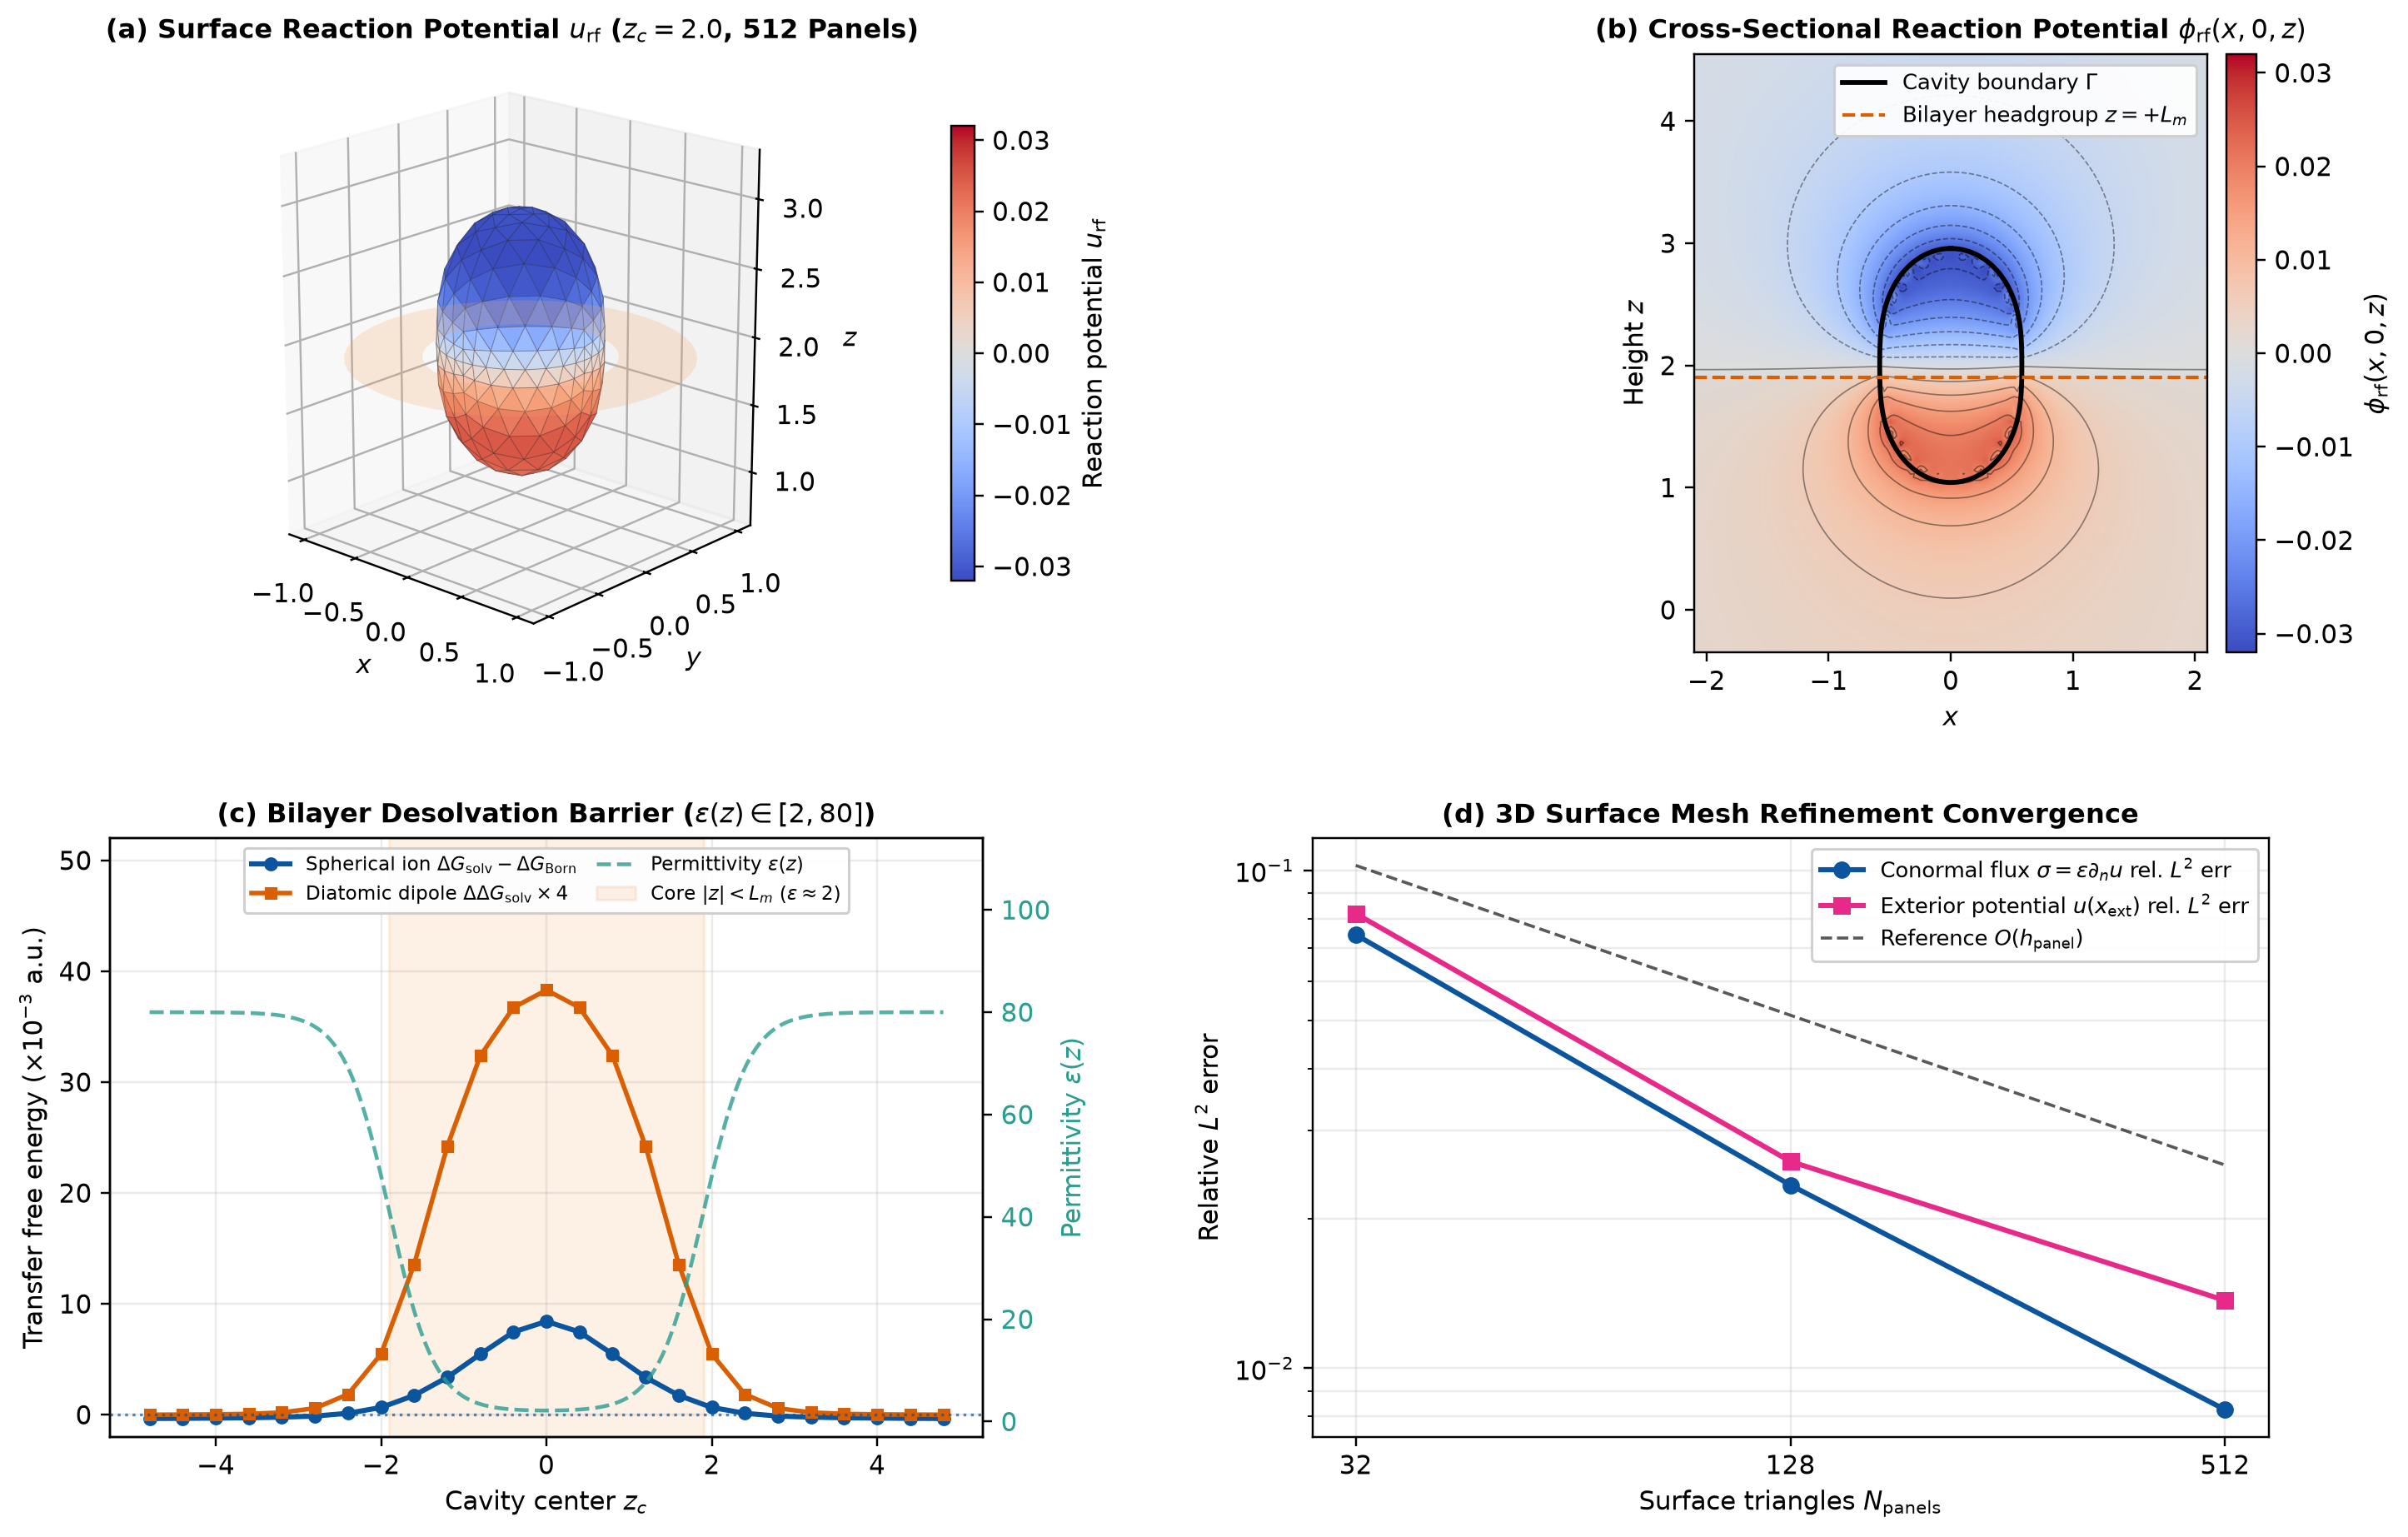 (a) Surface Reaction Potential u_rf (z_c = 2.0, 512 Panels)
3.0
2.5
2.0
1.5
1.0
z
−1.0
−0.5
0.0
0.5
1.0
x
−1.0
−0.5
0.0
0.5
1.0
y
0.03
0.02
0.01
0.00
−0.01
−0.02
−0.03
Reaction potential u_rf
(b) Cross-Sectional Reaction Potential ϕ_rf(x, 0, z)
Cavity boundary Γ
Bilayer headgroup z = +L_m
4
3
2
1
0
Height z
−2
−1
0
1
2
x
0.03
0.02
0.01
0.00
−0.01
−0.02
−0.03
ϕ_rf(x, 0, z)
(c) Bilayer Desolvation Barrier (ε(z) ∈ [2, 80])
Spherical ion ΔG_solv − ΔG_Born
Diatomic dipole ΔΔG_solv × 4
Permittivity ε(z)
Core |z| < L_m (ε ≈ 2)
50
40
30
20
10
0
Transfer free energy (×10⁻³ a.u.)
−4
−2
0
2
4
Cavity center z_c
100
80
60
40
20
0
Permittivity ε(z)
(d) 3D Surface Mesh Refinement Convergence
Conormal flux σ = ε∂_nu rel. L² err
Exterior potential u(x_ext) rel. L² err
Reference O(h_panel)
10⁻¹
10⁻²
Relative L² error
32
128
512
Surface triangles N_panels